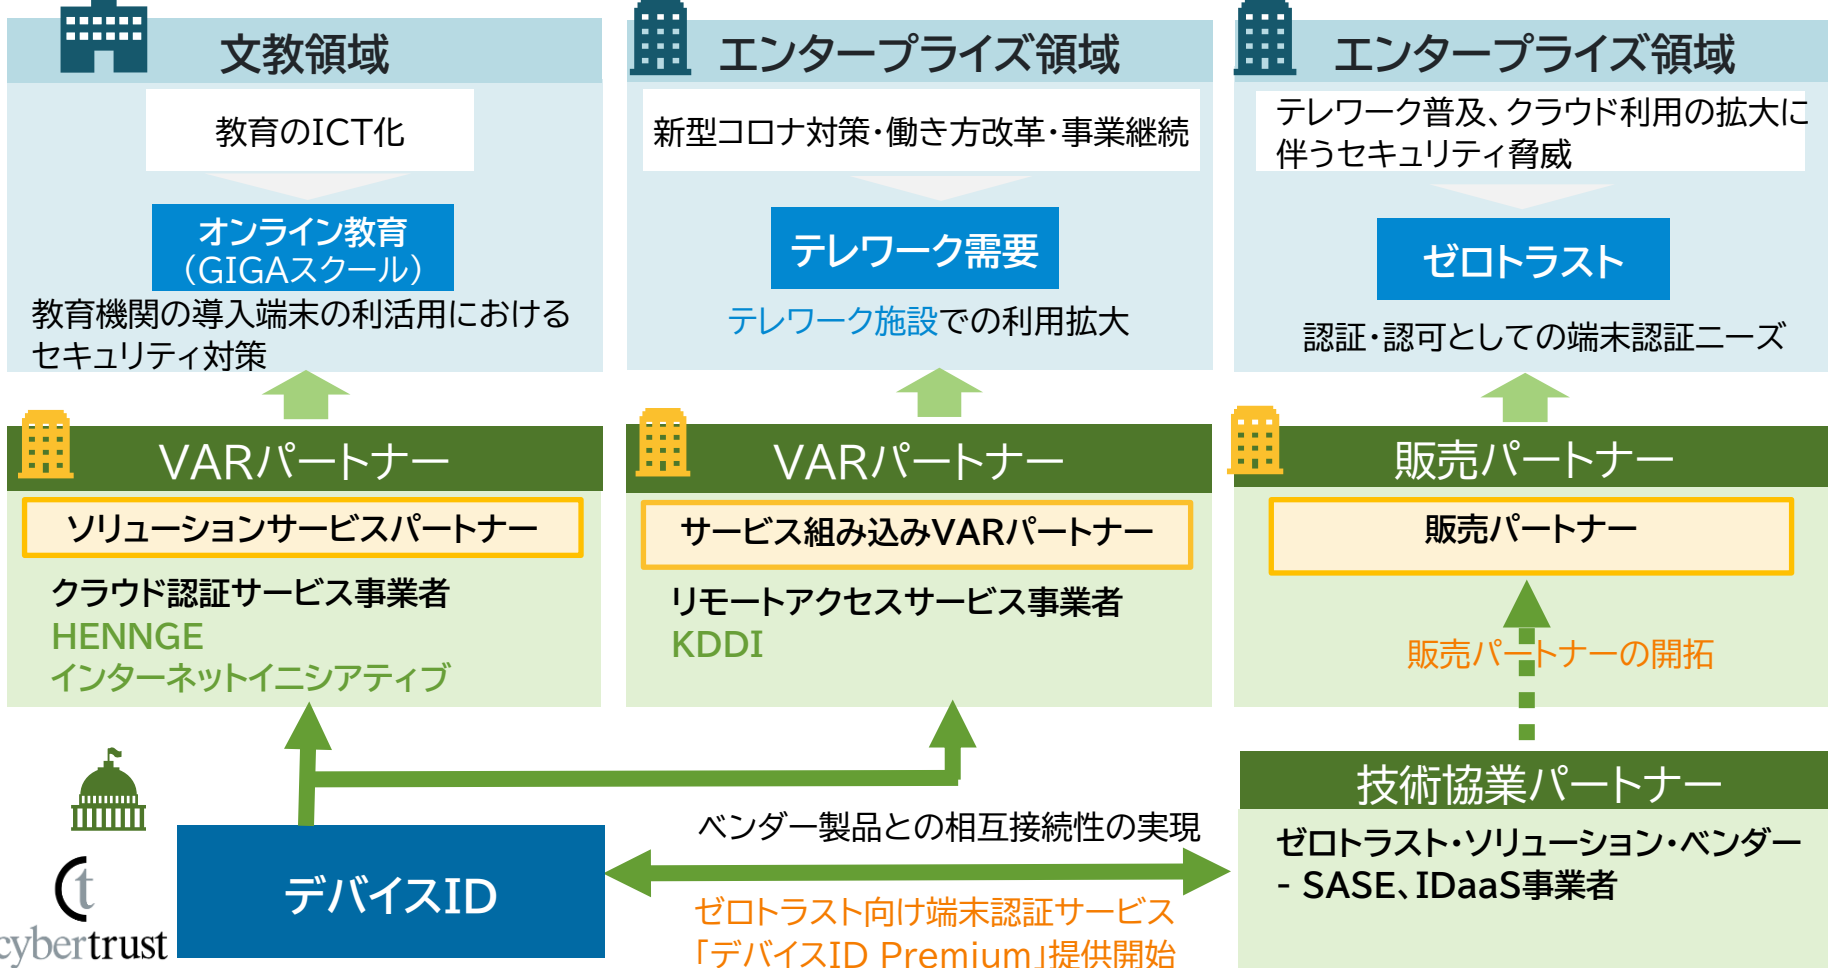 文教領域
教育のICT化
オンライン教育
(GIGAスクール)
教育機関の導入端末の利活用における
セキュリティ対策
エンタープライズ領域
新型コロナ対策・働き方改革・事業継続
テレワーク需要
テレワーク施設での利用拡大
エンタープライズ領域
テレワーク普及、クラウド利用の拡大に
伴うセキュリティ脅威
ゼロトラスト
認証・認可としての端末認証ニーズ
VARパートナー
ソリューションサービスパートナー
クラウド認証サービス事業者
HENNGE
インターネットイニシアティブ
VARパートナー
サービス組み込みVARパートナー
リモートアクセスサービス事業者
KDDI
販売パートナー
販売パートナー
販売パートナーの開拓
技術協業パートナー
ゼロトラスト・ソリューション・ベンダー
- SASE、IDaaS事業者
ベンダー製品との相互接続性の実現
ゼロトラスト向け端末認証サービス
「デバイスID Premium」提供開始
デバイスID
cybertrust